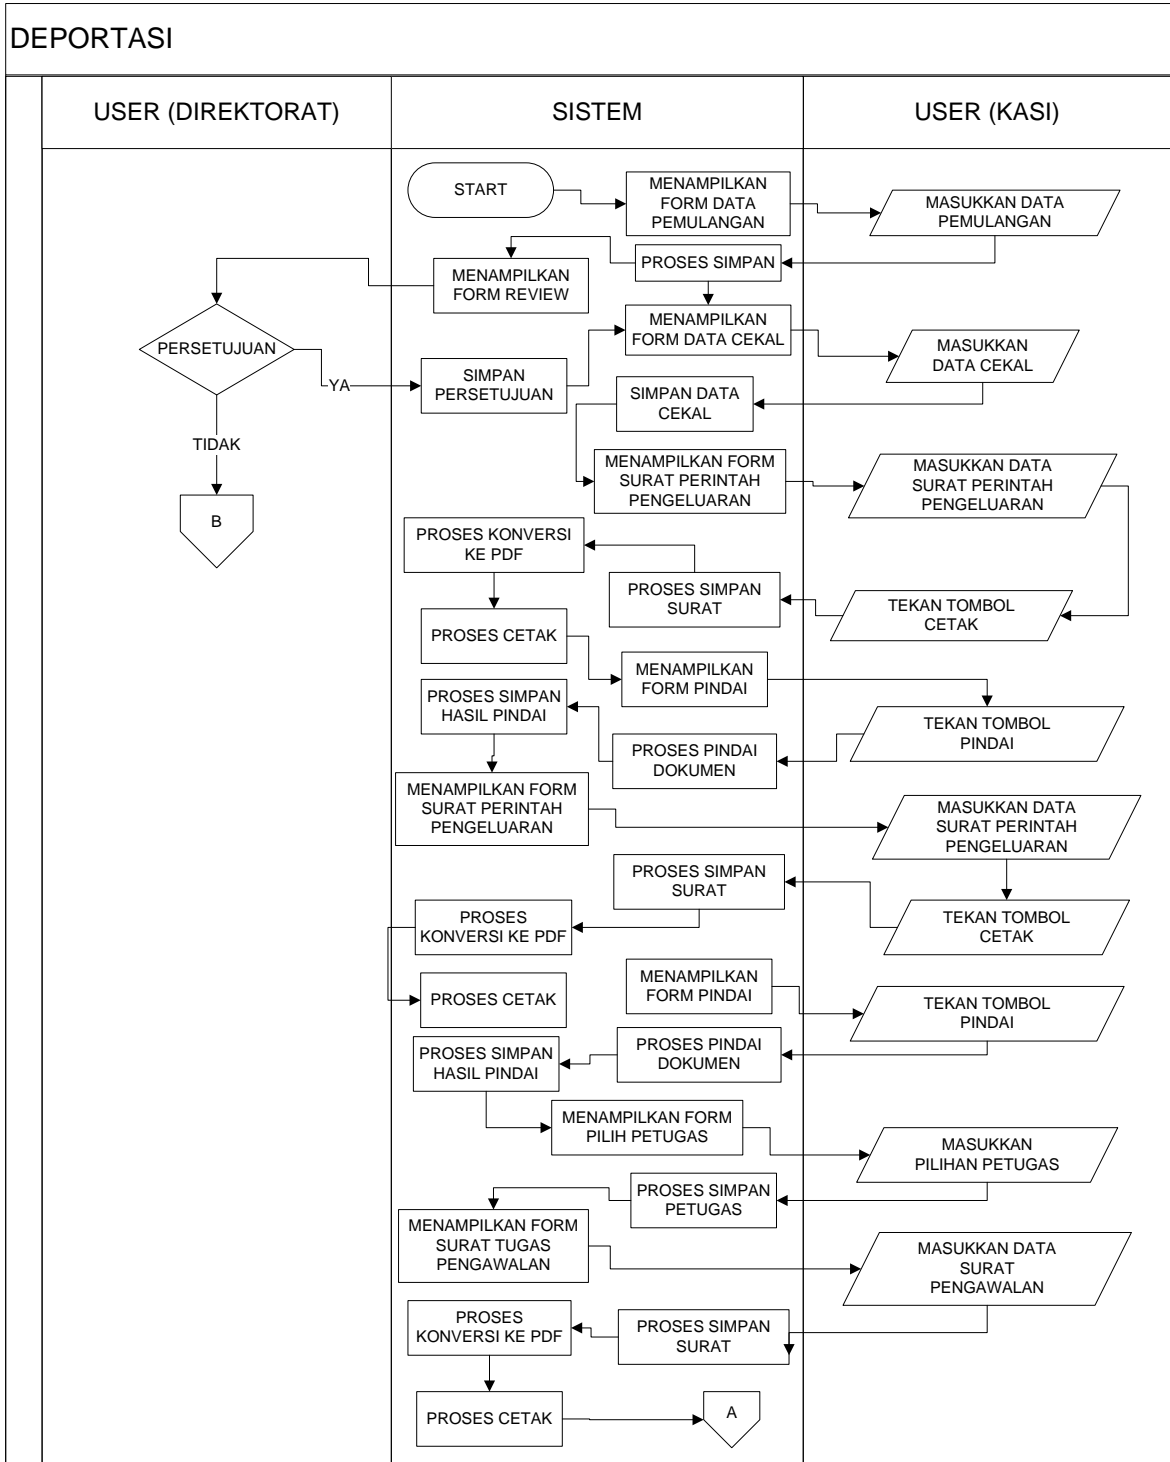 DEPORTASI
USER (DIREKTORAT)
SISTEM
USER (KASI)
START
MENAMPILKAN
FORM DATA
PEMULANGAN
MASUKKAN DATA
PEMULANGAN
PROSES SIMPAN
MENAMPILKAN
FORM REVIEW
MENAMPILKAN
FORM DATA CEKAL
PERSETUJUAN
YA
SIMPAN
PERSETUJUAN
MASUKKAN
DATA CEKAL
SIMPAN DATA
CEKAL
TIDAK
B
MENAMPILKAN FORM
SURAT PERINTAH
PENGELUARAN
MASUKKAN DATA
SURAT PERINTAH
PENGELUARAN
PROSES KONVERSI
KE PDF
PROSES SIMPAN
SURAT
TEKAN TOMBOL
CETAK
PROSES CETAK
MENAMPILKAN
FORM PINDAI
PROSES SIMPAN
HASIL PINDAI
TEKAN TOMBOL
PINDAI
PROSES PINDAI
DOKUMEN
MENAMPILKAN FORM
SURAT PERINTAH
PENGELUARAN
MASUKKAN DATA
SURAT PERINTAH
PENGELUARAN
PROSES SIMPAN
SURAT
PROSES
KONVERSI KE PDF
TEKAN TOMBOL
CETAK
PROSES CETAK
MENAMPILKAN
FORM PINDAI
TEKAN TOMBOL
PINDAI
PROSES SIMPAN
HASIL PINDAI
PROSES PINDAI
DOKUMEN
MENAMPILKAN FORM
PILIH PETUGAS
MASUKKAN
PILIHAN PETUGAS
PROSES SIMPAN
PETUGAS
MENAMPILKAN FORM
SURAT TUGAS
PENGAWALAN
MASUKKAN DATA
SURAT
PENGAWALAN
PROSES
KONVERSI KE PDF
PROSES SIMPAN
SURAT
PROSES CETAK
A